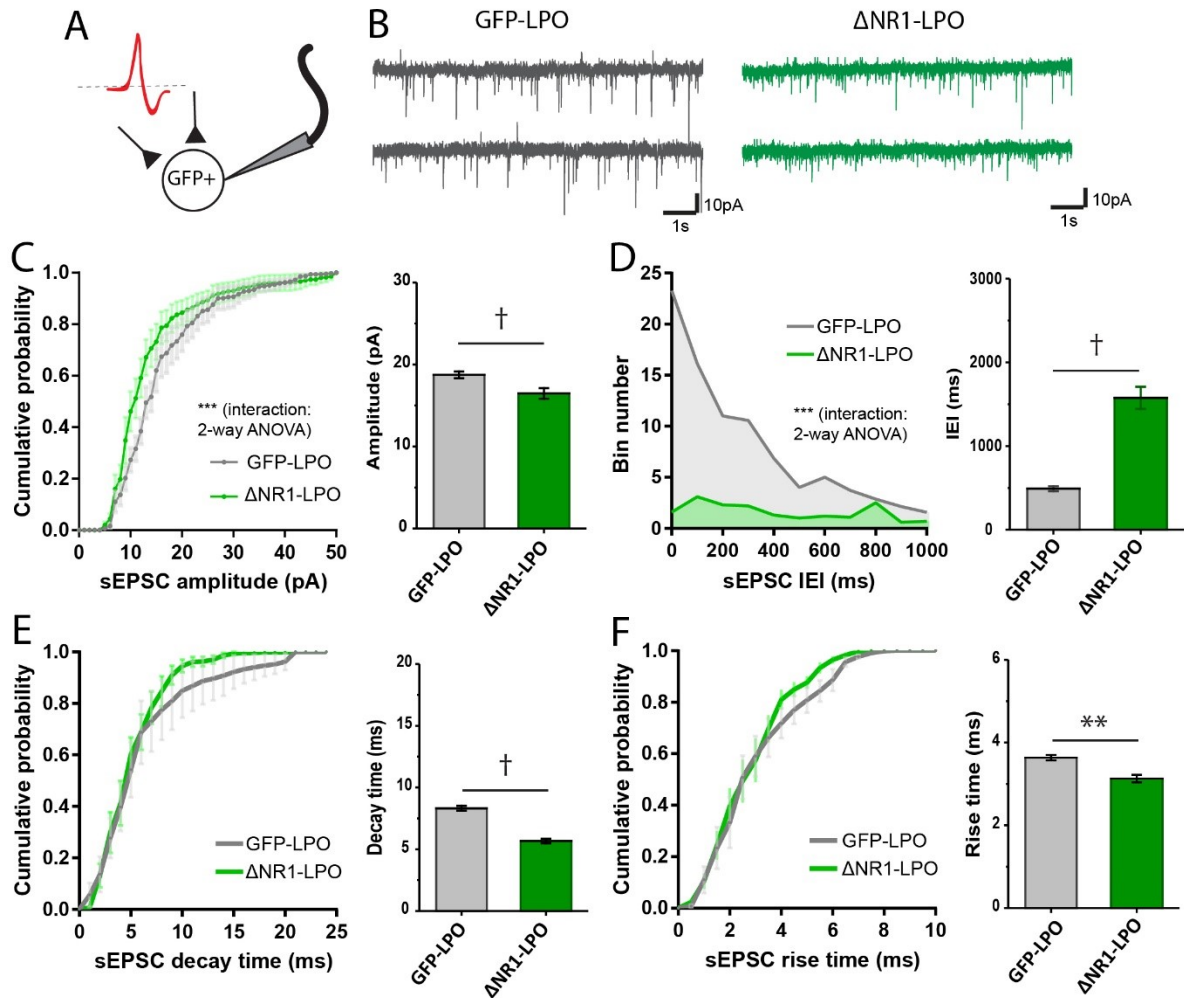 A
GFP+
B
GFP-LPO
ΔNR1-LPO
10pA
1s
10pA
1s
C
Cumulative probability
1.0
0.8
0.6
0.4
0.2
0.0
*** (interaction:
2-way ANOVA)
GFP-LPO
ΔNR1-LPO
0 10 20 30 40 50
sEPSC amplitude (pA)
Amplitude (pA)
25
20
15
10
5
0
†
GFP-LPO
ΔNR1-LPO
D
Bin number
25
20
15
10
5
0
GFP-LPO
ΔNR1-LPO
*** (interaction:
2-way ANOVA)
0 200 400 600 800 1000
sEPSC IEI (ms)
IEI (ms)
3000
2000
1000
0
†
GFP-LPO
ΔNR1-LPO
E
Cumulative probability
1.0
0.8
0.6
0.4
0.2
0.0
GFP-LPO
ΔNR1-LPO
0 5 10 15 20 25
sEPSC decay time (ms)
Decay time (ms)
20
15
10
5
0
†
GFP-LPO
ΔNR1-LPO
F
Cumulative probability
1.0
0.8
0.6
0.4
0.2
0.0
GFP-LPO
ΔNR1-LPO
0 2 4 6 8 10
sEPSC rise time (ms)
Rise time (ms)
6
4
2
0
**
GFP-LPO
ΔNR1-LPO